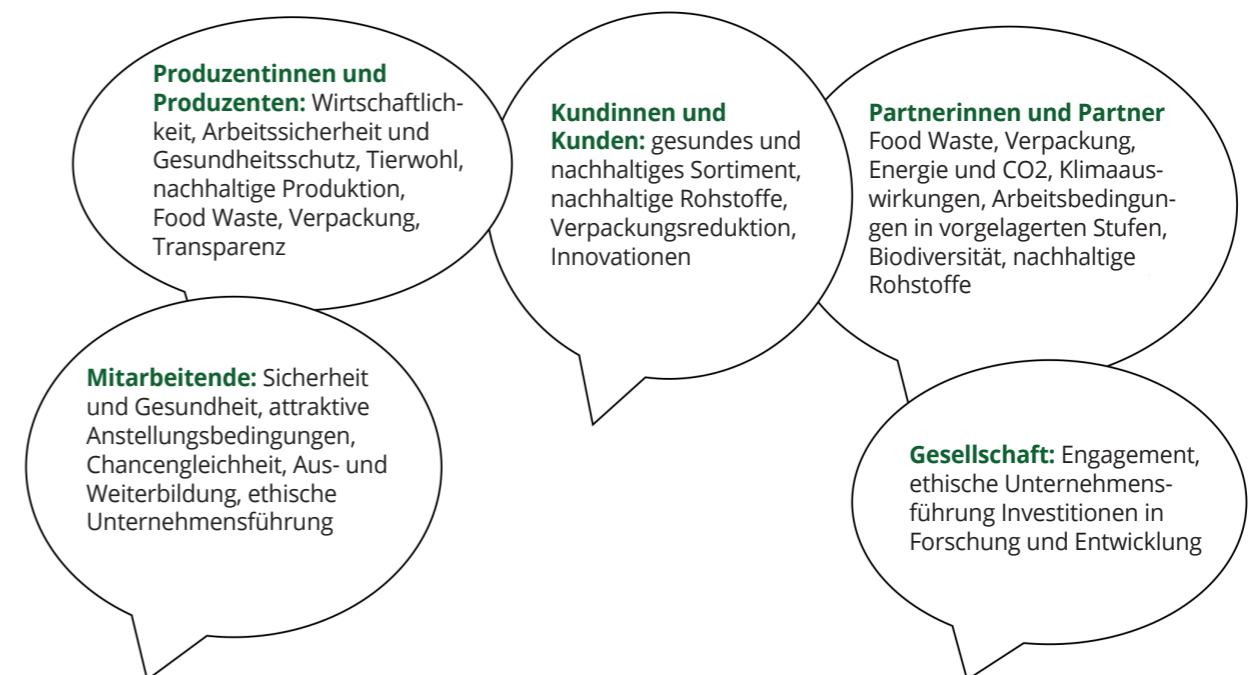 Produzentinnen und
Produzenten: Wirtschaftlich-
keit, Arbeitssicherheit und
Gesundheitsschutz, Tierwohl,
nachhaltige Produktion,
Food Waste, Verpackung,
Transparenz
Kundinnen und
Kunden: gesundes und
nachhaltiges Sortiment,
nachhaltige Rohstoffe,
Verpackungsreduktion,
Innovationen
Partnerinnen und Partner
Food Waste, Verpackung,
Energie und CO2, Klimaaus-
wirkungen, Arbeitsbedingun-
gen in vorgelagerten Stufen,
Biodiversität, nachhaltige
Rohstoffe
Mitarbeitende: Sicherheit
und Gesundheit, attraktive
Anstellungsbedingungen,
Chancengleichheit, Aus- und
Weiterbildung, ethische
Unternehmensführung
Gesellschaft: Engagement,
ethische Unternehmens-
führung Investitionen in
Forschung und Entwicklung